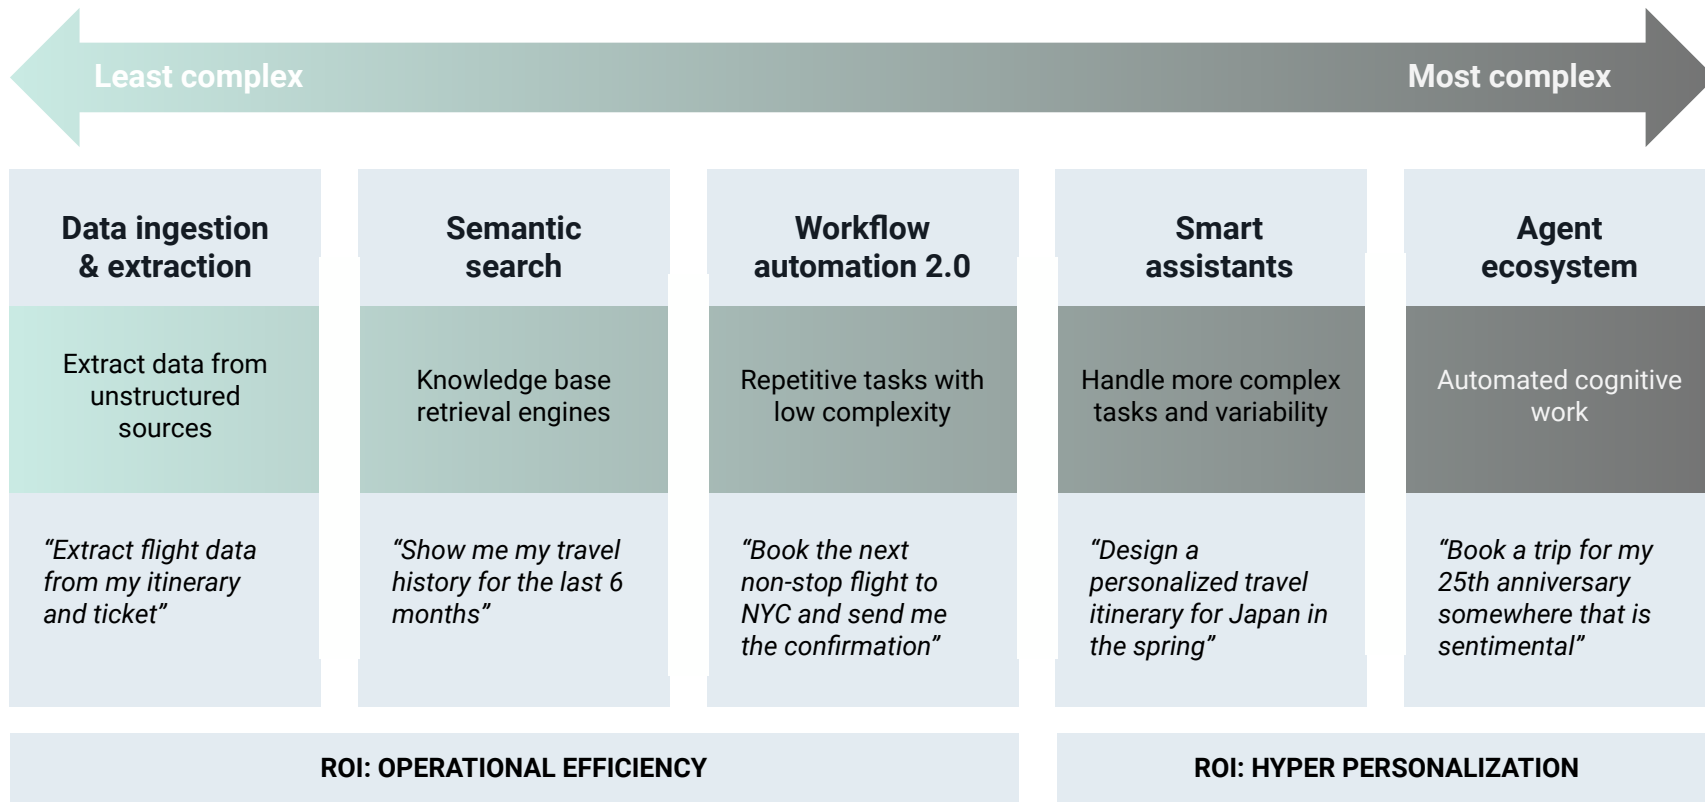 Least complex
Most complex
Data ingestion
& extraction
Extract data from
unstructured
sources
“Extract flight data
from my itinerary
and ticket”
Semantic
search
Knowledge base
retrieval engines
“Show me my travel
history for the last 6
months”
Workflow
automation 2.0
Repetitive tasks with
low complexity
“Book the next
non-stop flight to
NYC and send me
the confirmation”
Smart
assistants
Handle more complex
tasks and variability
“Design a
personalized travel
itinerary for Japan in
the spring”
Agent
ecosystem
Automated cognitive
work
“Book a trip for my
25th anniversary
somewhere that is
sentimental”
ROI: OPERATIONAL EFFICIENCY
ROI: HYPER PERSONALIZATION